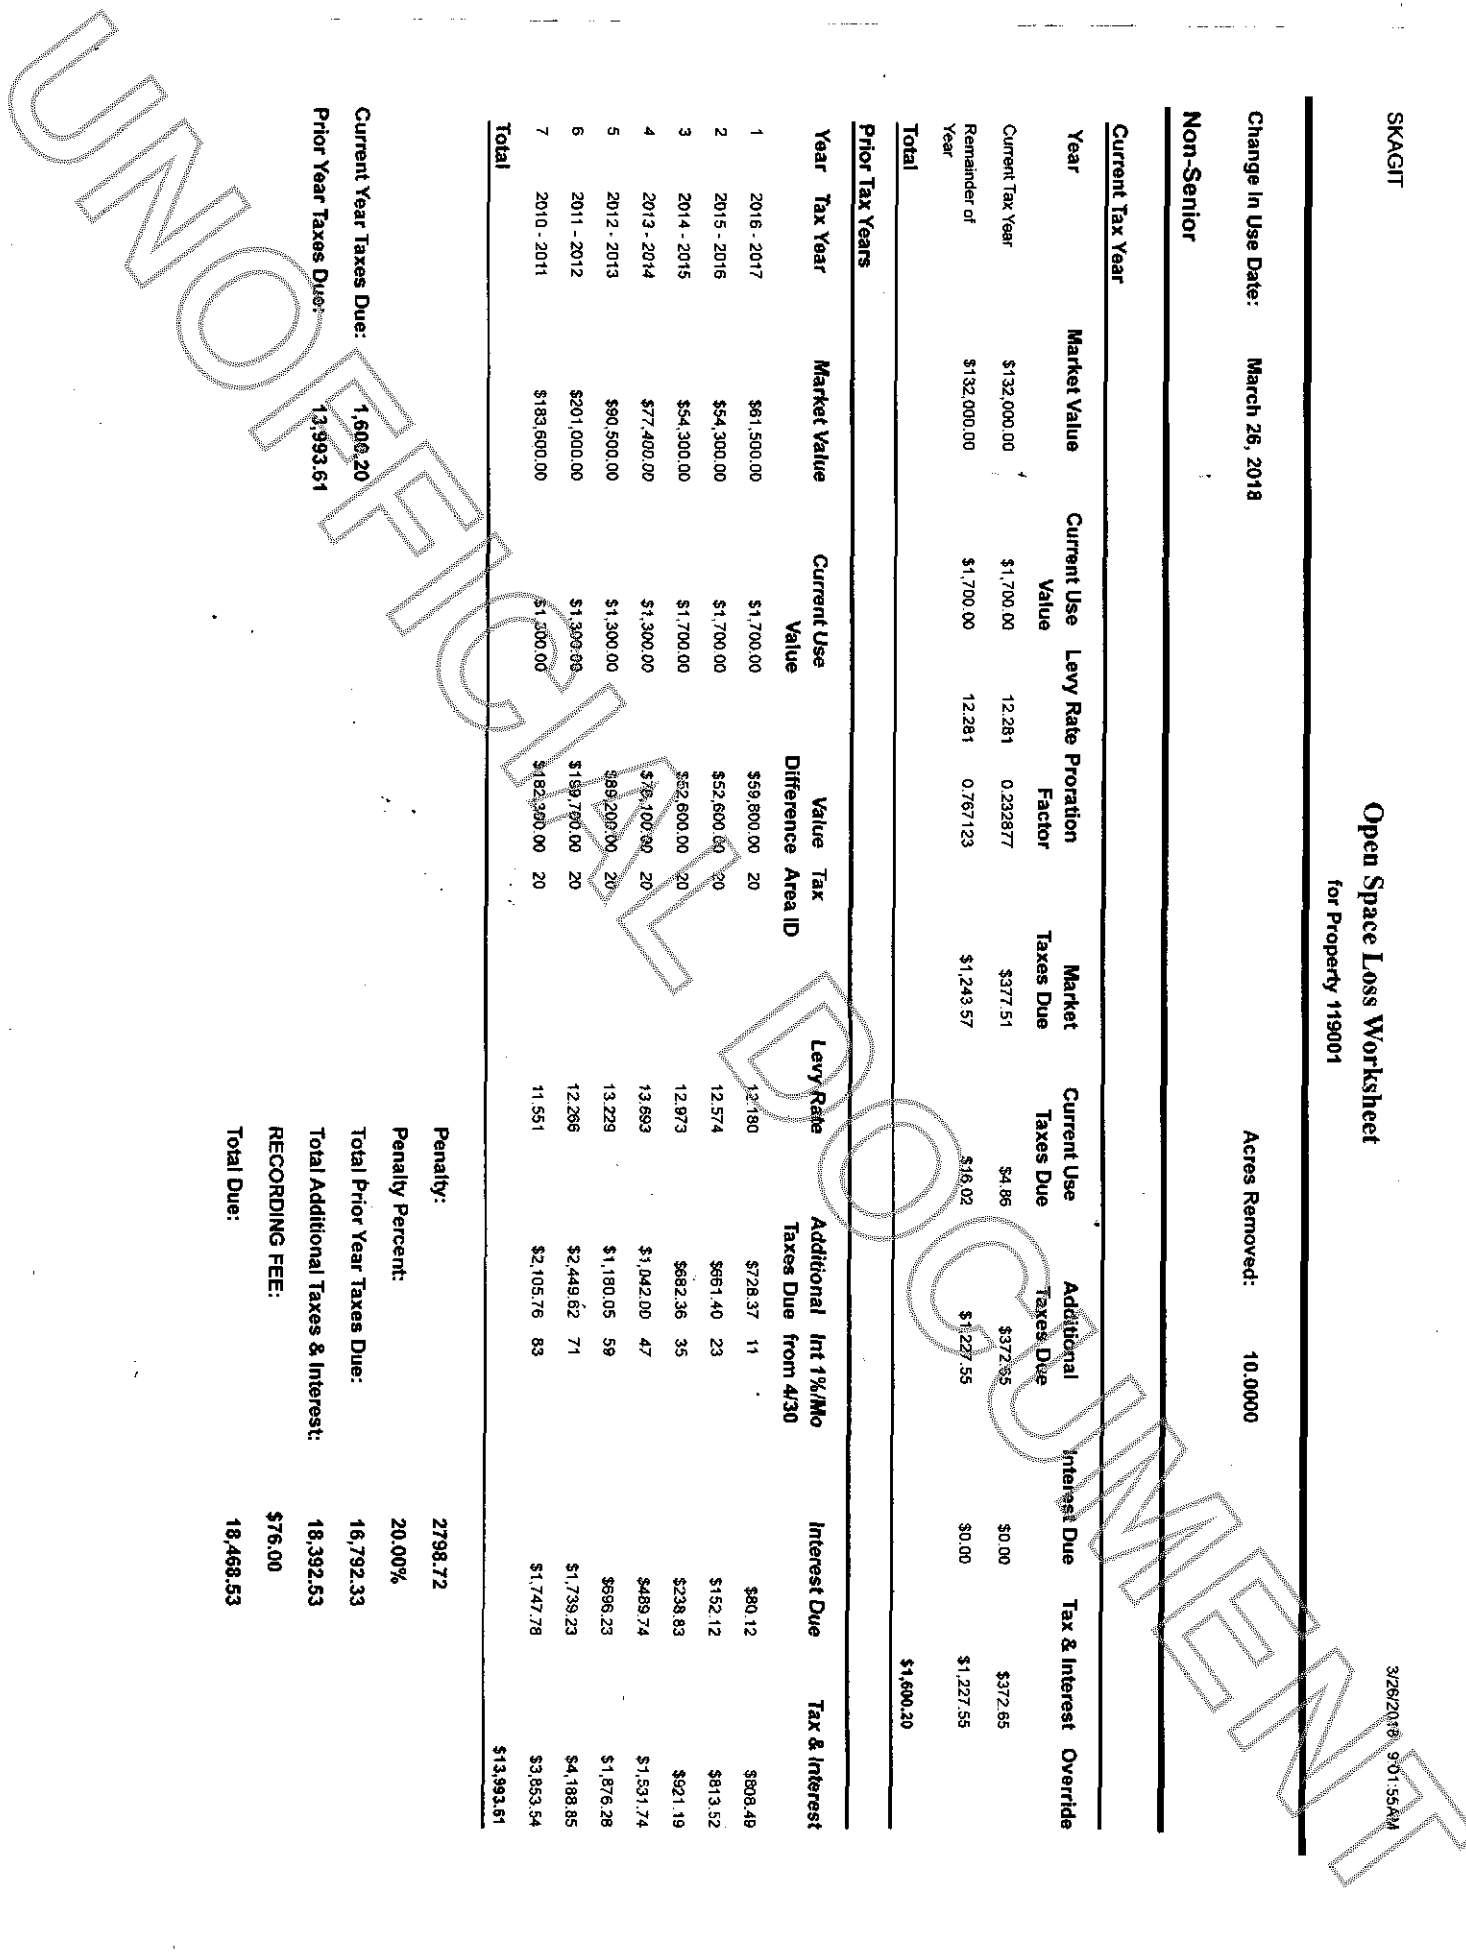 SKAGIT 3/26/2018 9:01:55AM
Open Space Loss Worksheet
for Property 119001
Change In Use Date: March 26, 2018 Acres Removed: 10.0000
Non-Senior
Current Tax Year
Year Market Value Current Use Value Levy Rate Proration Factor Market Taxes Due Current Use Taxes Due Additional Taxes Due Interest Due Tax & Interest Override
Current Tax Year $132,000.00 $1,700.00 12.281 0.232877 $377.51 $4.86 $372.65 $0.00 $372.65
Remainder of Year $132,000.00 $1,700.00 12.281 0.767123 $1,243.57 $16.02 $1,227.55 $0.00 $1,227.55
Total $1,600.20
Prior Tax Years
Year Tax Year Market Value Current Use Value Value Difference Tax Area ID Levy Rate Additional Taxes Due Int 1%/Mo from 4/30 Interest Due Tax & Interest
1 2016 - 2017 $61,500.00 $1,700.00 $59,800.00 20 12.180 $728.37 11 $80.12 $808.49
2 2015 - 2016 $54,300.00 $1,700.00 $52,600.00 20 12.574 $661.40 23 $152.12 $813.52
3 2014 - 2015 $54,300.00 $1,700.00 $52,600.00 20 12.973 $682.36 35 $238.83 $921.19
4 2013 - 2014 $77,400.00 $1,300.00 $76,100.00 20 13.693 $1,042.00 47 $489.74 $1,531.74
5 2012 - 2013 $90,500.00 $1,300.00 $89,200.00 20 13.229 $1,180.05 59 $696.23 $1,876.28
6 2011 - 2012 $201,000.00 $1,300.00 $199,700.00 20 12.266 $2,449.62 71 $1,739.23 $4,188.85
7 2010 - 2011 $183,600.00 $1,300.00 $182,300.00 20 11.551 $2,105.76 83 $1,747.78 $3,853.54
Total $13,993.61
Penalty: 2798.72
Penalty Percent: 20.00%
Current Year Taxes Due: 1,600.20 Total Prior Year Taxes Due: 16,792.33
Prior Year Taxes Due: 13,993.61 Total Additional Taxes & Interest: 18,392.53
RECORDING FEE: $76.00
Total Due: 18,468.53
UNOFFICIAL DOCUMENT